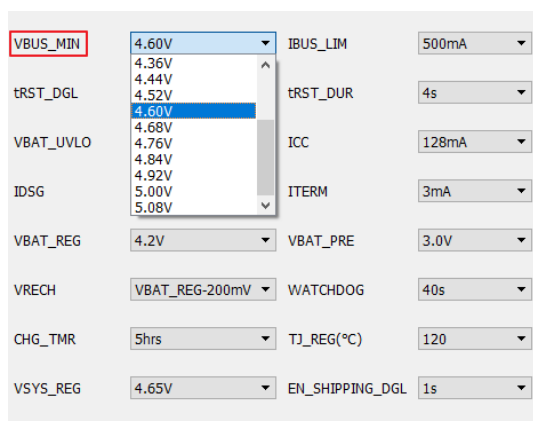 VBUS_MIN 4.60V IBUS_LIM 500mA
4.36V
4.44V
tRST_DGL 4.52V tRST_DUR 4s
4.60V
4.68V
VBAT_UVLO 4.76V ICC 128mA
4.84V
4.92V
IDSG 5.00V ITERM 3mA
5.08V
VBAT_REG 4.2V VBAT_PRE 3.0V
VRECH VBAT_REG-200mV WATCHDOG 40s
CHG_TMR 5hrs TJ_REG(°C) 120
VSYS_REG 4.65V EN_SHIPPING_DGL 1s